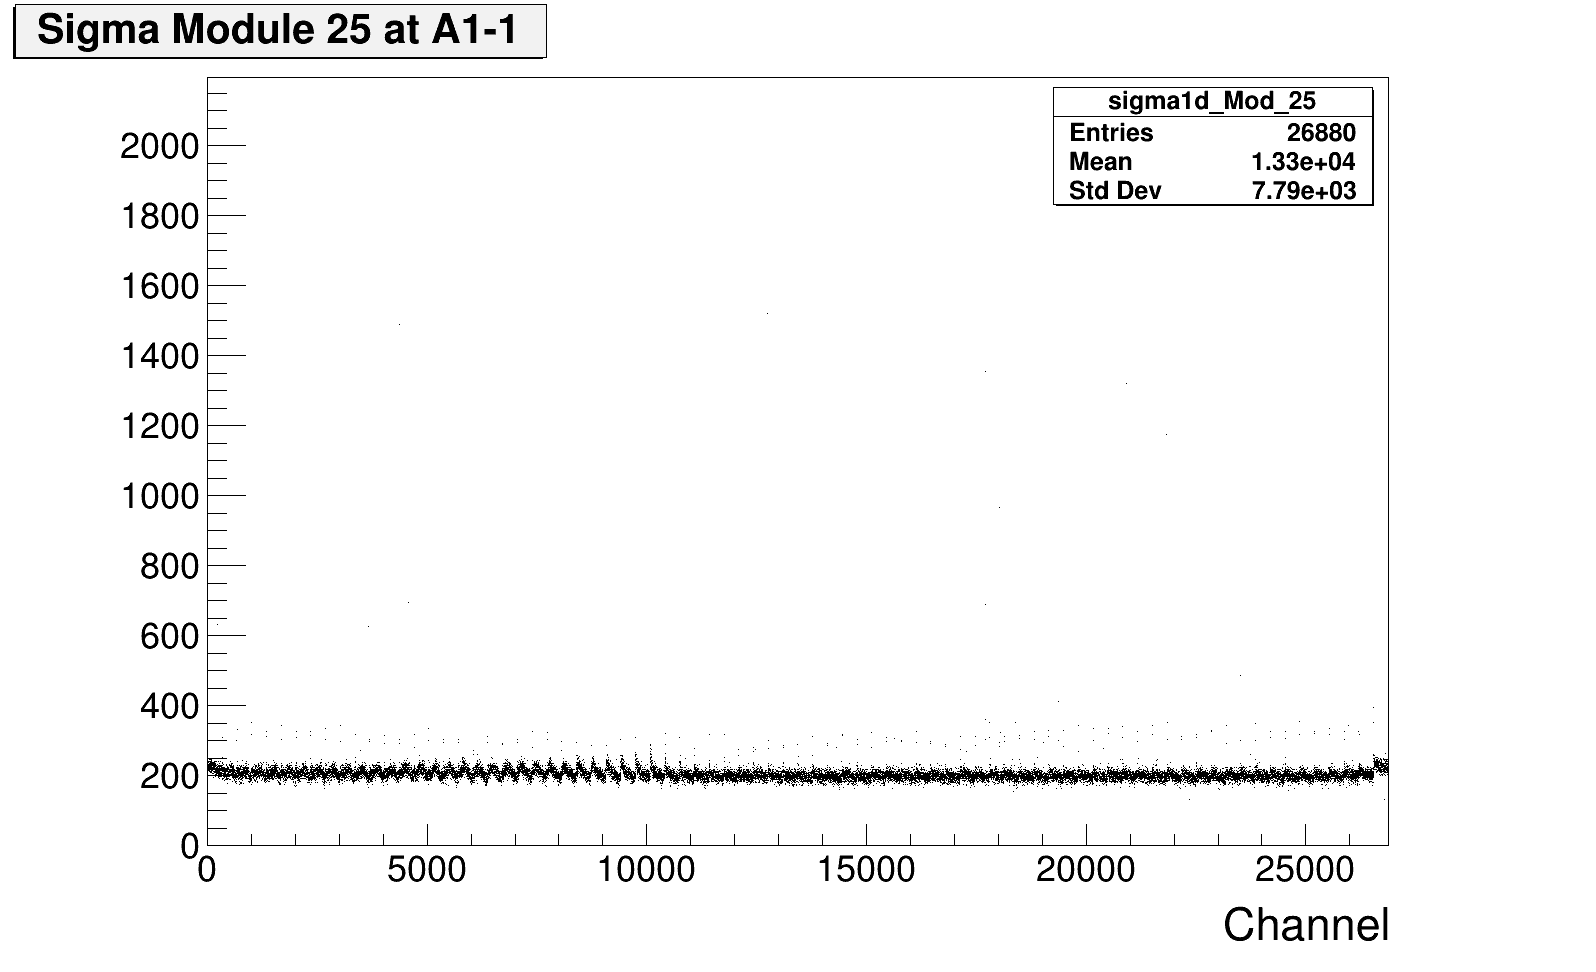 Sigma Module 25 at A1-1
sigma1d_Mod_25
Entries 26880
Mean 1.33e+04
Std Dev 7.79e+03
2000
1800
1600
1400
1200
1000
800
600
400
200
0
0 5000 10000 15000 20000 25000
Channel